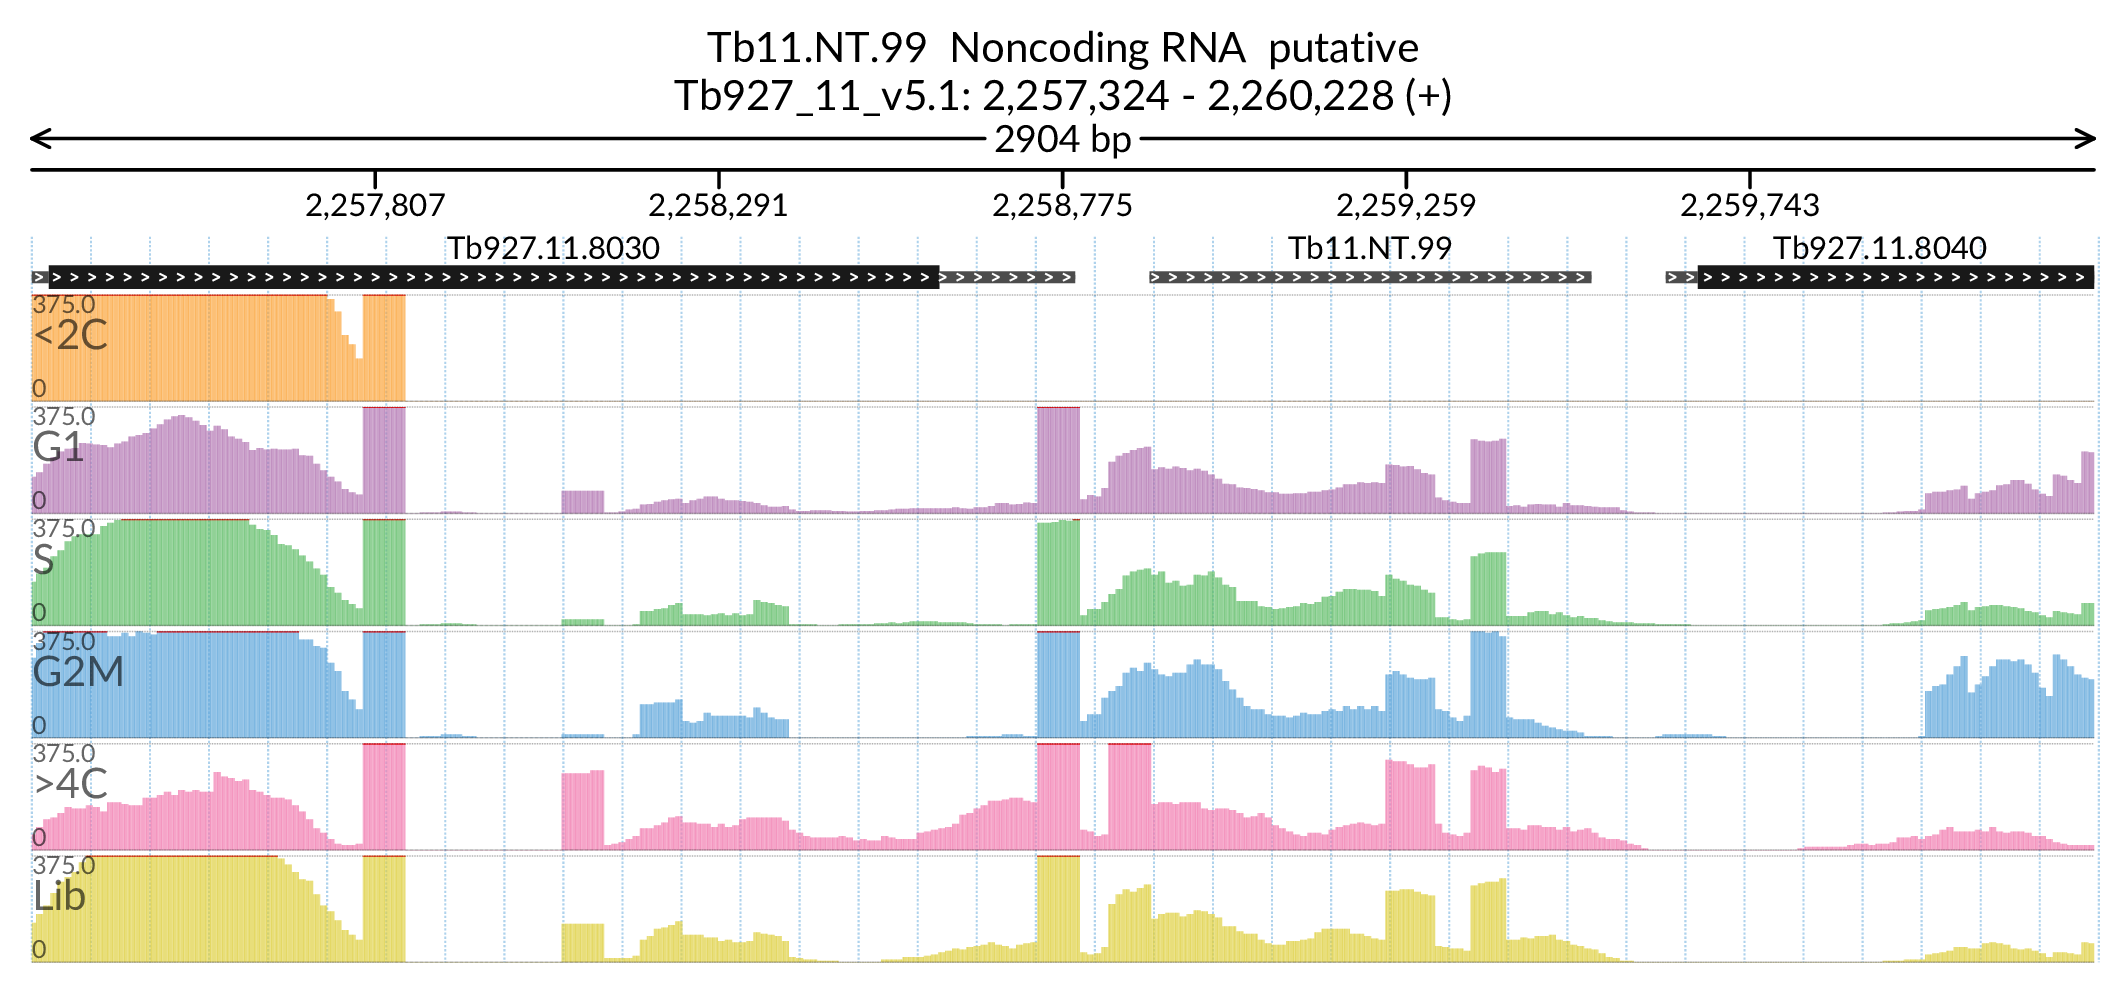 Tb11.NT.99 Noncoding RNA putative
Tb927_11_v5.1: 2,257,324 - 2,260,228 (+)
2904 bp
2,257,807 2,258,291 2,258,775 2,259,259 2,259,743
Tb927.11.8030 Tb11.NT.99 Tb927.11.8040
375.0
<2C
0
375.0
G1
0
375.0
S
0
375.0
G2M
0
375.0
>4C
0
375.0
Lib
0